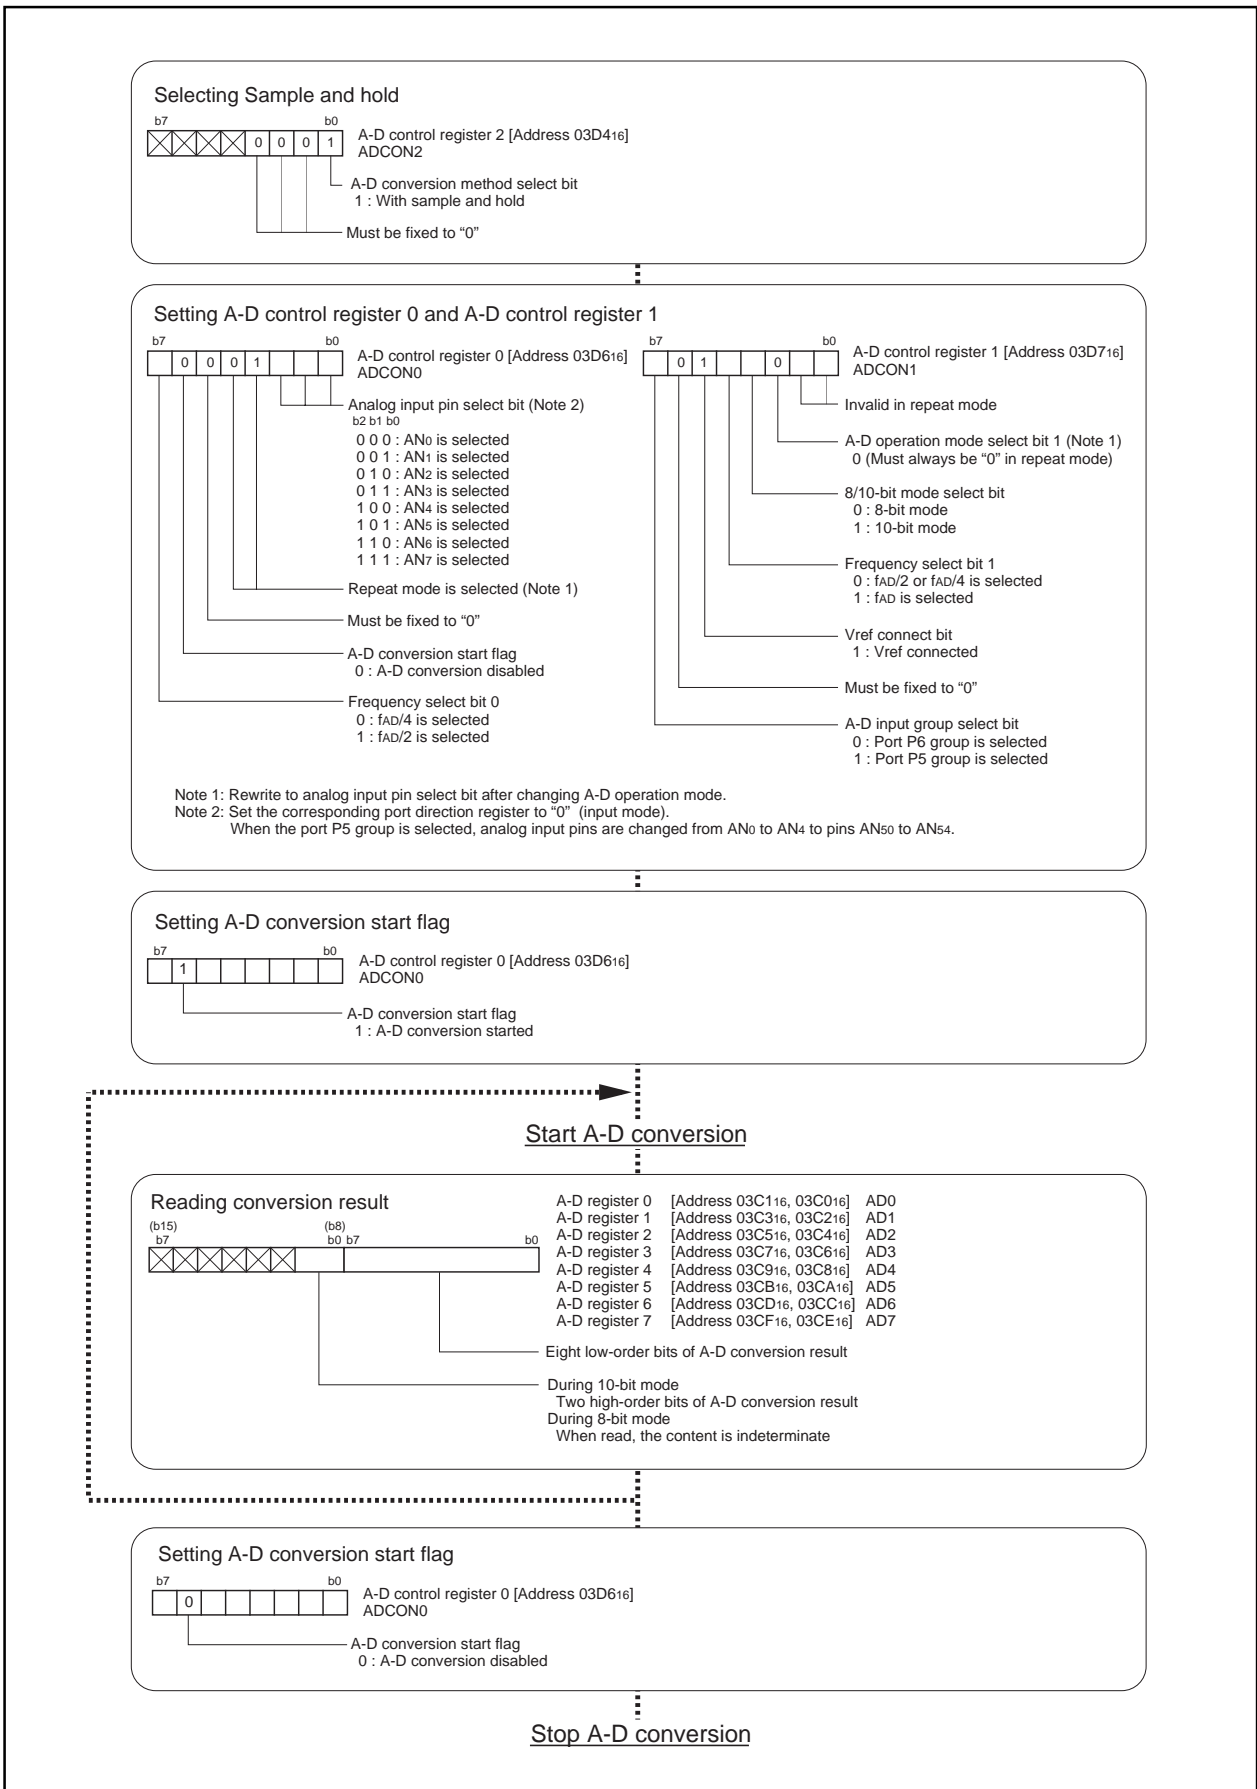 Selecting Sample and hold
b7 b0
0 0 0 1
A-D control register 2 [Address 03D416]
ADCON2
A-D conversion method select bit
1 : With sample and hold
Must be fixed to “0”
Setting A-D control register 0 and A-D control register 1
b7 b0
0 0 0 1
A-D control register 0 [Address 03D616]
ADCON0
Analog input pin select bit (Note 2)
b2 b1 b0
0 0 0 : AN0 is selected
0 0 1 : AN1 is selected
0 1 0 : AN2 is selected
0 1 1 : AN3 is selected
1 0 0 : AN4 is selected
1 0 1 : AN5 is selected
1 1 0 : AN6 is selected
1 1 1 : AN7 is selected
Repeat mode is selected (Note 1)
Must be fixed to “0”
A-D conversion start flag
0 : A-D conversion disabled
Frequency select bit 0
0 : fAD/4 is selected
1 : fAD/2 is selected
b7 b0
0 1 0
A-D control register 1 [Address 03D716]
ADCON1
Invalid in repeat mode
A-D operation mode select bit 1 (Note 1)
0 (Must always be “0” in repeat mode)
8/10-bit mode select bit
0 : 8-bit mode
1 : 10-bit mode
Frequency select bit 1
0 : fAD/2 or fAD/4 is selected
1 : fAD is selected
Vref connect bit
1 : Vref connected
Must be fixed to “0”
A-D input group select bit
0 : Port P6 group is selected
1 : Port P5 group is selected
Note 1: Rewrite to analog input pin select bit after changing A-D operation mode.
Note 2: Set the corresponding port direction register to “0” (input mode).
When the port P5 group is selected, analog input pins are changed from AN0 to AN4 to pins AN50 to AN54.
Setting A-D conversion start flag
b7 b0
1
A-D control register 0 [Address 03D616]
ADCON0
A-D conversion start flag
1 : A-D conversion started
Start A-D conversion
Reading conversion result
(b15) (b8)
b7 b0 b7 b0
A-D register 0 [Address 03C116, 03C016] AD0
A-D register 1 [Address 03C316, 03C216] AD1
A-D register 2 [Address 03C516, 03C416] AD2
A-D register 3 [Address 03C716, 03C616] AD3
A-D register 4 [Address 03C916, 03C816] AD4
A-D register 5 [Address 03CB16, 03CA16] AD5
A-D register 6 [Address 03CD16, 03CC16] AD6
A-D register 7 [Address 03CF16, 03CE16] AD7
Eight low-order bits of A-D conversion result
During 10-bit mode
Two high-order bits of A-D conversion result
During 8-bit mode
When read, the content is indeterminate
Setting A-D conversion start flag
b7 b0
0
A-D control register 0 [Address 03D616]
ADCON0
A-D conversion start flag
0 : A-D conversion disabled
Stop A-D conversion